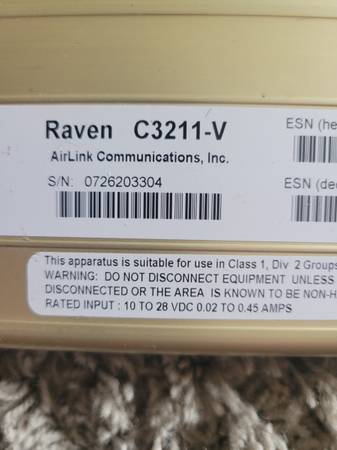 Raven C3211-V
ESN (he
AirLink Communications, Inc.
S/N: 0726203304
ESN (de
This apparatus is suitable for use in Class 1, Div 2 Groups
WARNING: DO NOT DISCONNECT EQUIPMENT UNLESS
DISCONNECTED OR THE AREA IS KNOWN TO BE NON-H
RATED INPUT : 10 TO 28 VDC 0.02 TO 0.45 AMPS